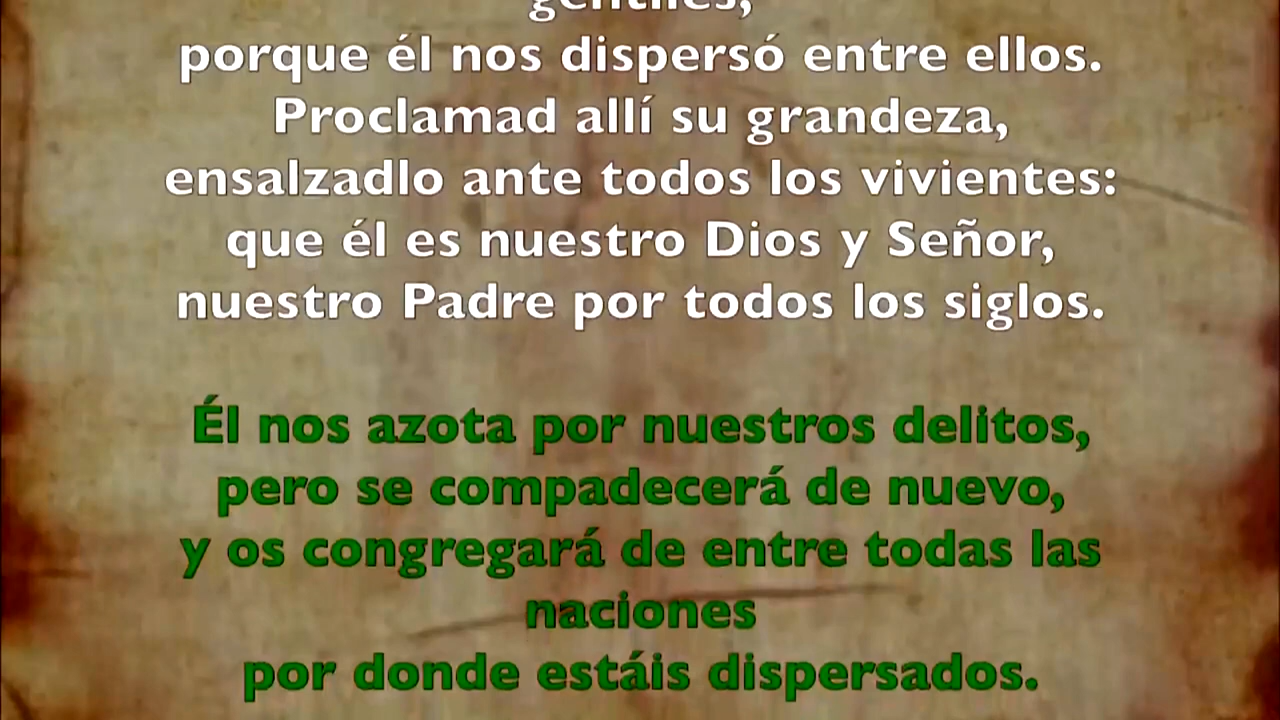 gentiles,
porque él nos dispersó entre ellos.
Proclamad allí su grandeza,
ensalzadlo ante todos los vivientes:
que él es nuestro Dios y Señor,
nuestro Padre por todos los siglos.
Él nos azota por nuestros delitos,
pero se compadecerá de nuevo,
y os congregará de entre todas las
naciones
por donde estáis dispersados.